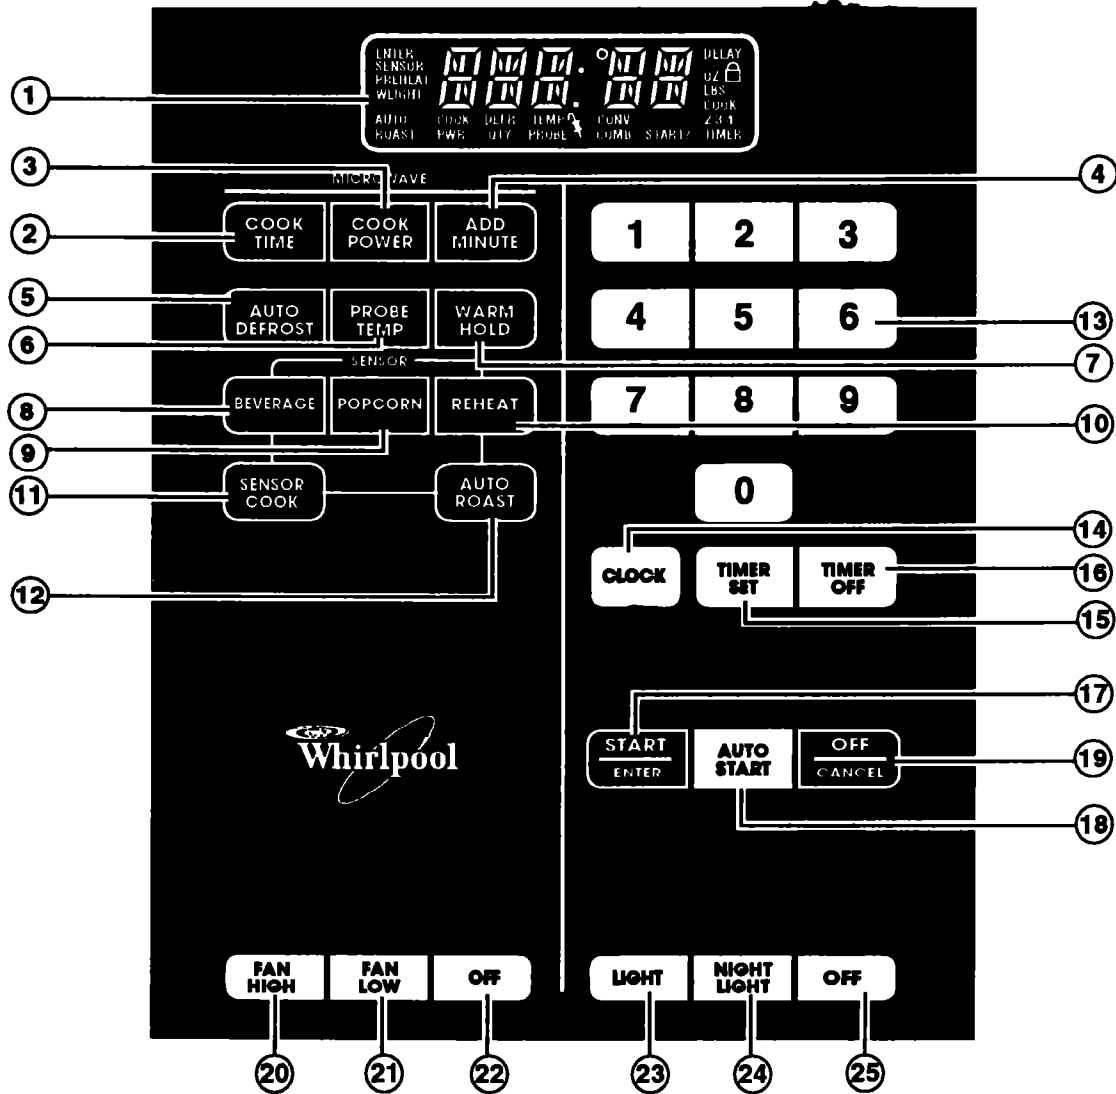 ENTER DELAY
SENSOR
PREHEAT OZ
WEIGHT LBS
COOK
AUTO COOK DEFR TEMP CONV 2 3 4
ROAST PWR QTY PROBE COMB START? TIMER
1
3
MICROWAVE
4
2
COOK TIME
COOK POWER
ADD MINUTE
1 2 3
5
AUTO DEFROST
PROBE TEMP
WARM HOLD
4 5 6
13
6
SENSOR
7
8
BEVERAGE
POPCORN
REHEAT
7 8 9
10
9
11
SENSOR COOK
AUTO ROAST
0
14
12
CLOCK
TIMER SET
TIMER OFF
16
15
17
Whirlpool
START
ENTER
AUTO START
OFF
CANCEL
19
18
FAN HIGH
FAN LOW
OFF
LIGHT
NIGHT LIGHT
OFF
20 21 22 23 24 25